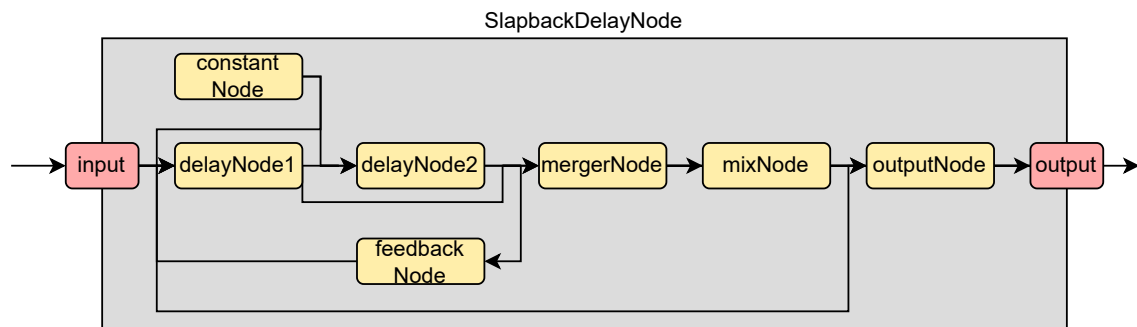 SlapbackDelayNode
constant
Node
input
delayNode1
delayNode2
mergerNode
mixNode
outputNode
output
feedback
Node